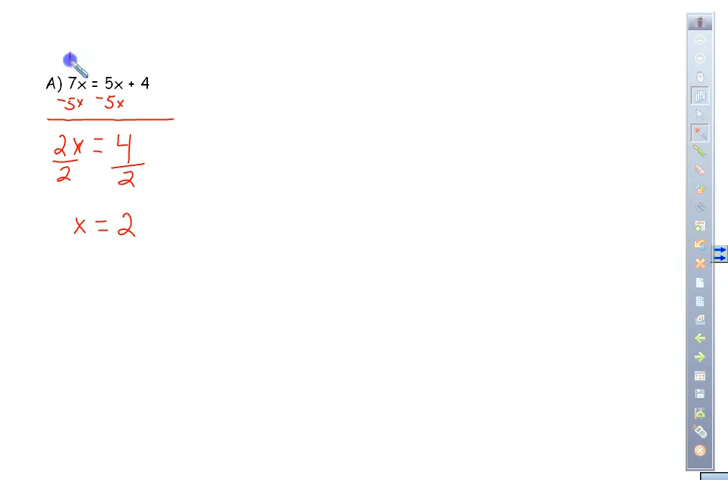 A) 7x = 5x + 4
-5x -5x
2x = 4
2 2
x = 2